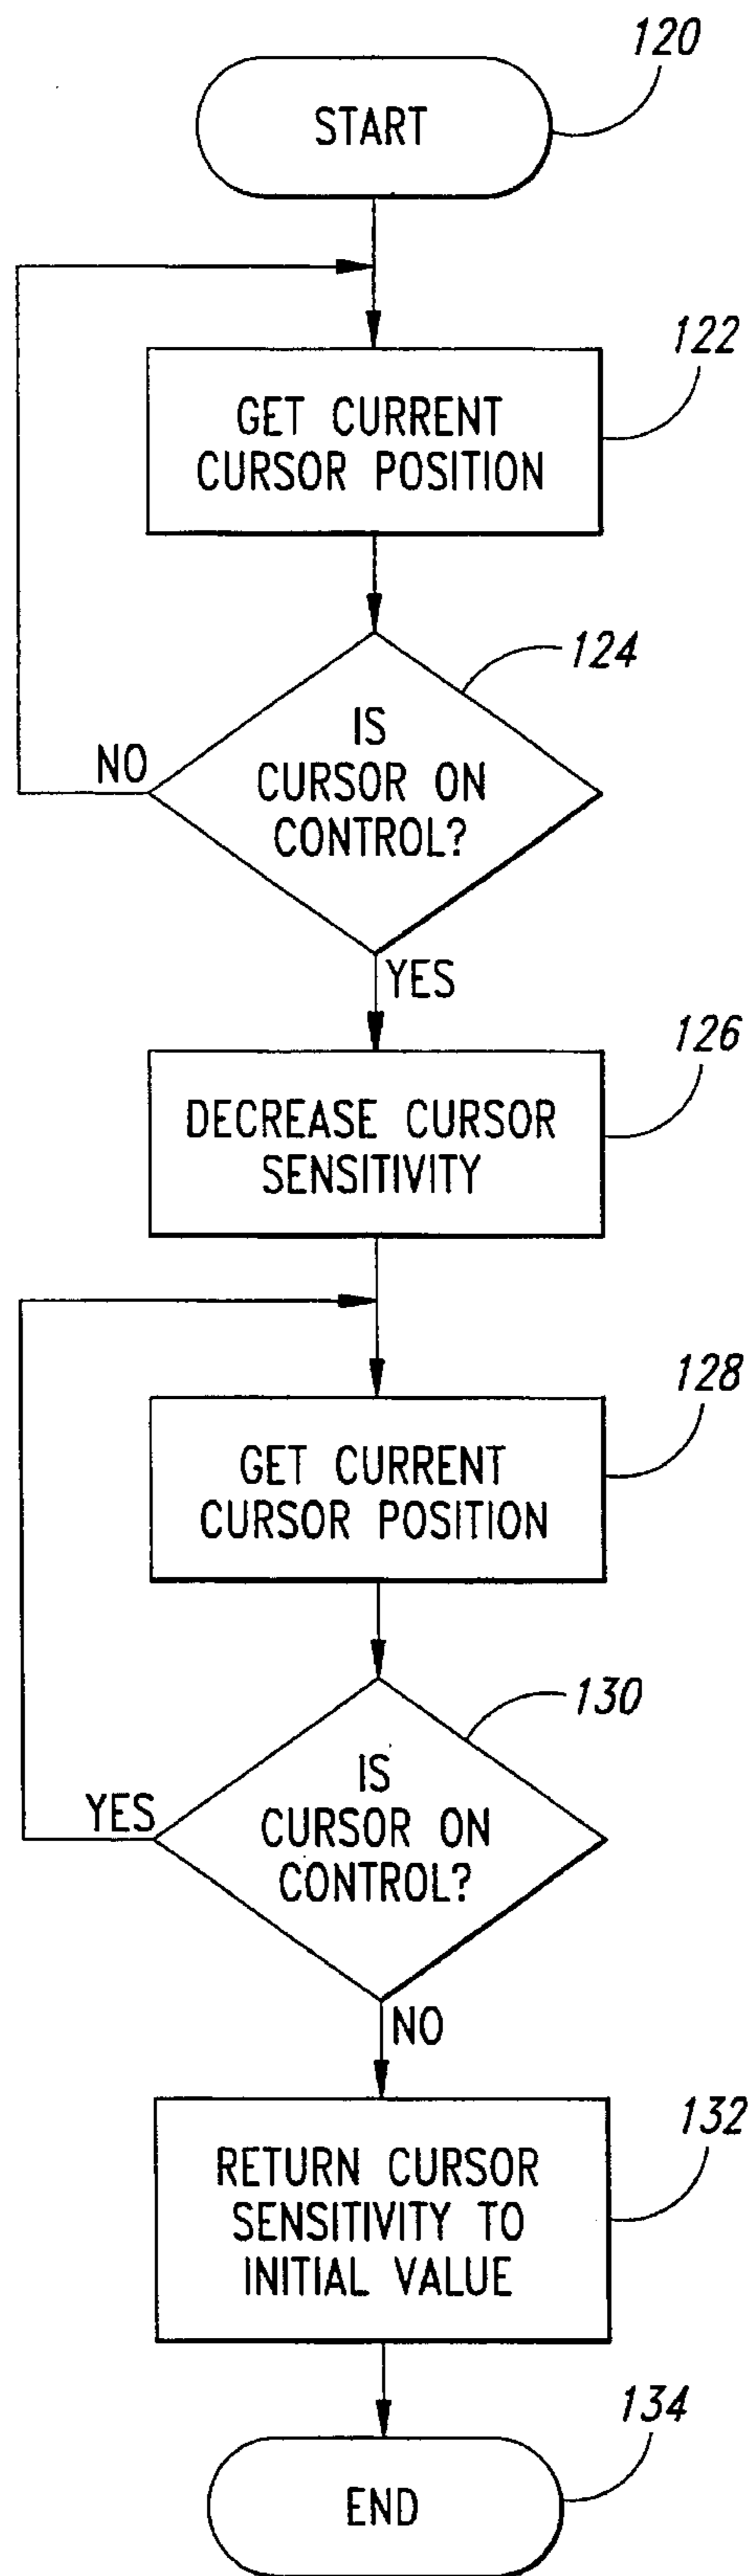 120
START
122
GET CURRENT
CURSOR POSITION
124
IS
CURSOR ON
CONTROL?
NO
YES
126
DECREASE CURSOR
SENSITIVITY
128
GET CURRENT
CURSOR POSITION
130
IS
CURSOR ON
CONTROL?
YES
NO
132
RETURN CURSOR
SENSITIVITY TO
INITIAL VALUE
134
END